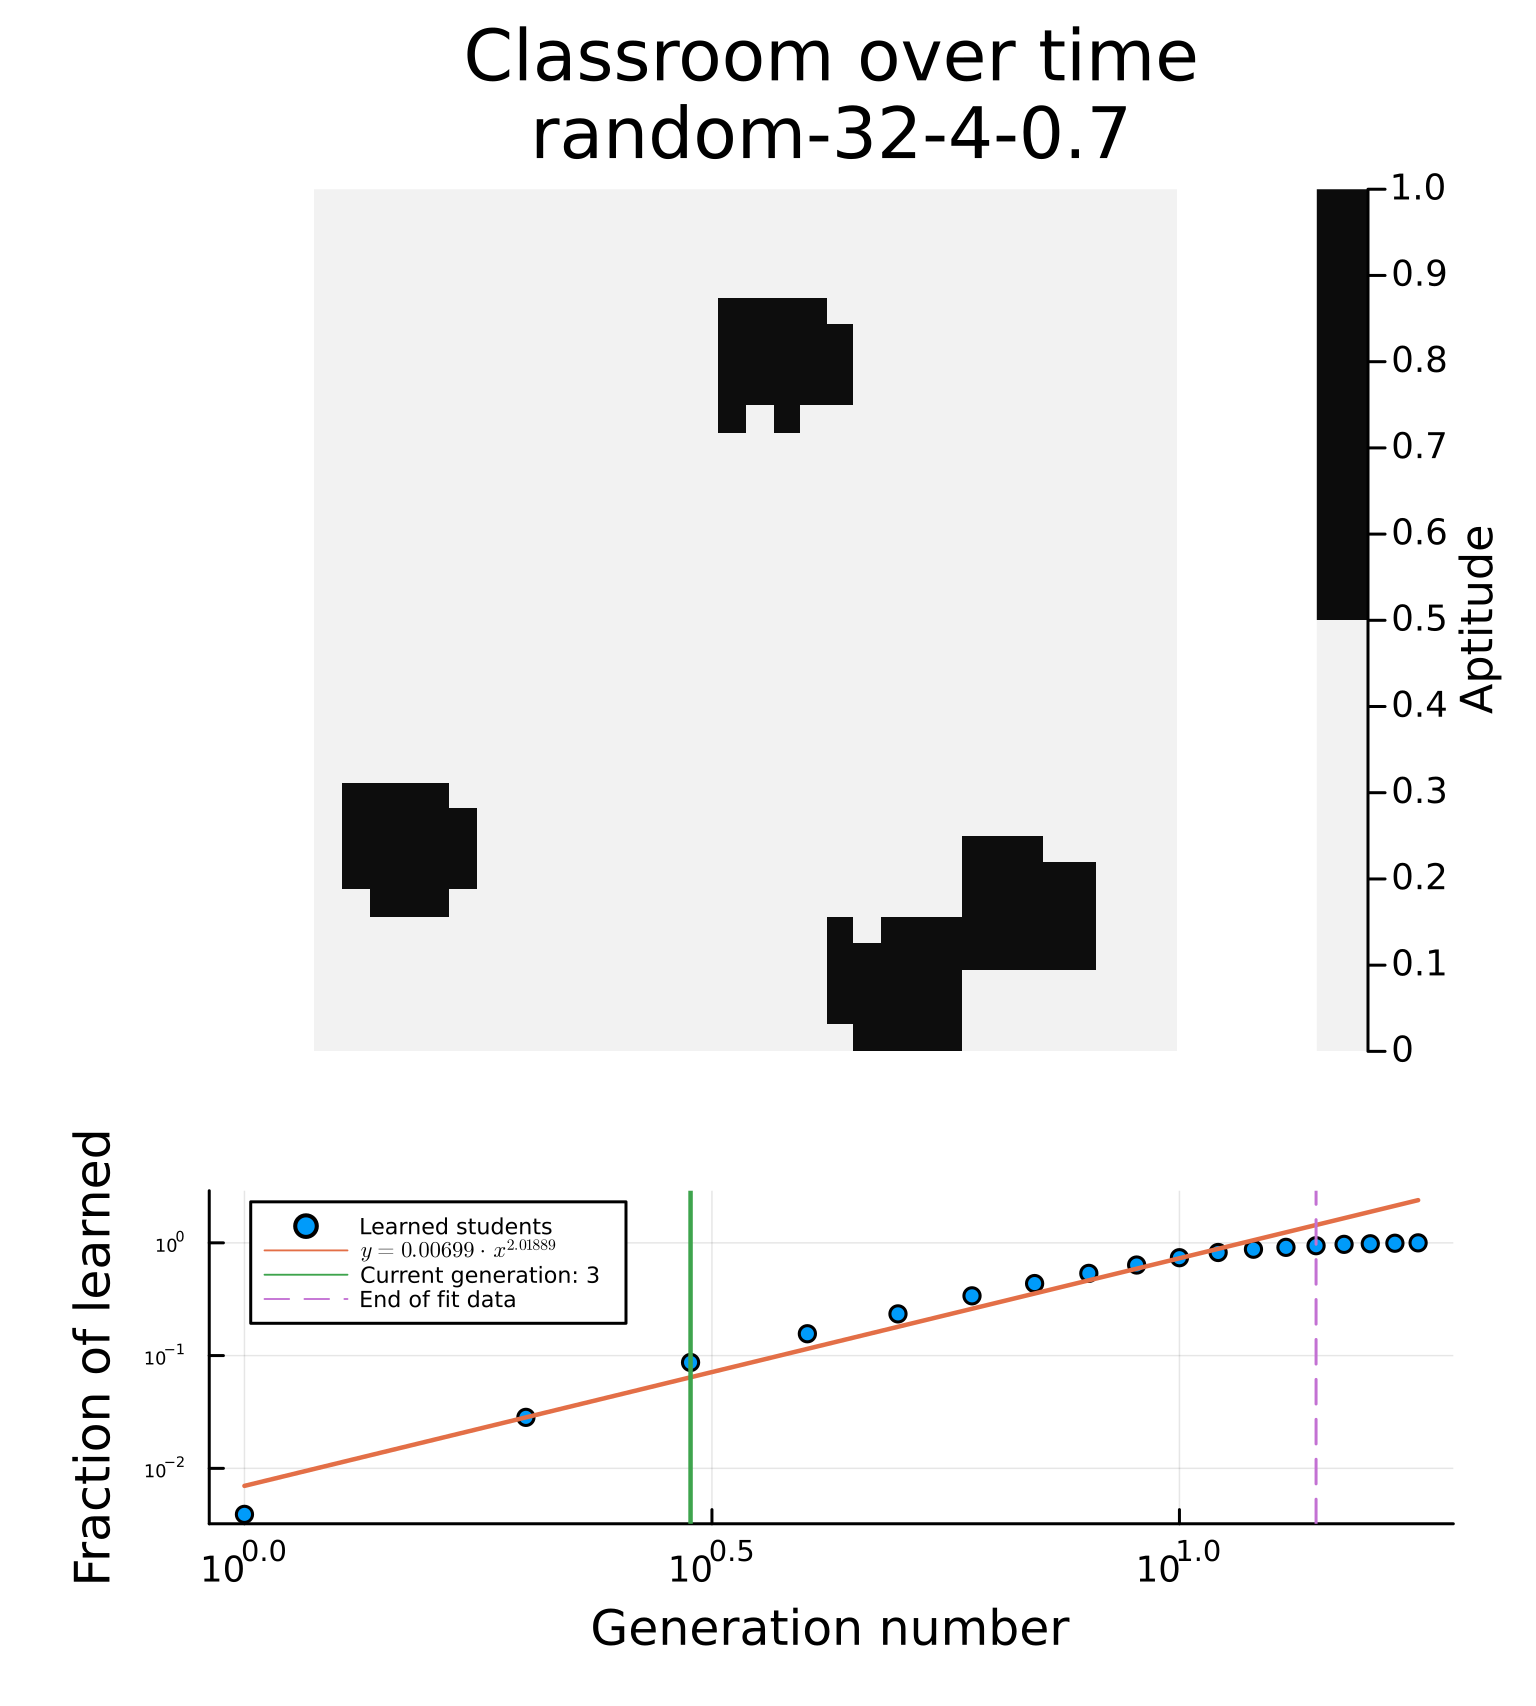 Classroom over time
random-32-4-0.7
1.0
0.9
0.8
0.7
0.6
0.5
0.4
0.3
0.2
0.1
0
Aptitude
Fraction of learned
10⁰
10⁻¹
10⁻²
Learned students
y = 0.00699 · x^2.01889
Current generation: 3
End of fit data
10^0.0
10^0.5
10^1.0
Generation number